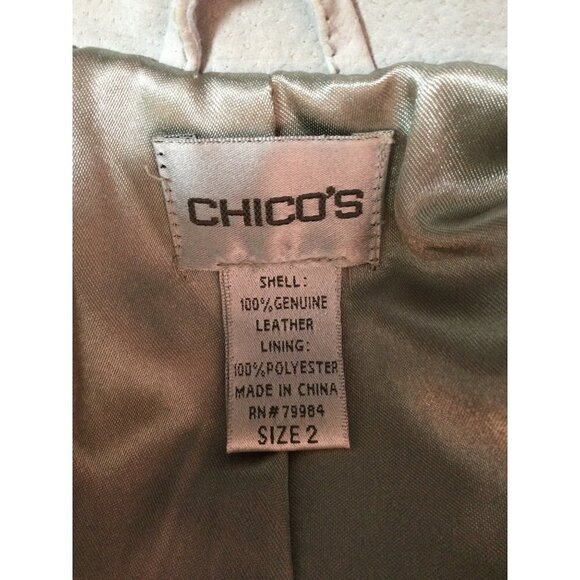 CHICO'S
SHELL:
100% GENUINE
LEATHER
LINING:
100% POLYESTER
MADE IN CHINA
RN# 79984
SIZE 2